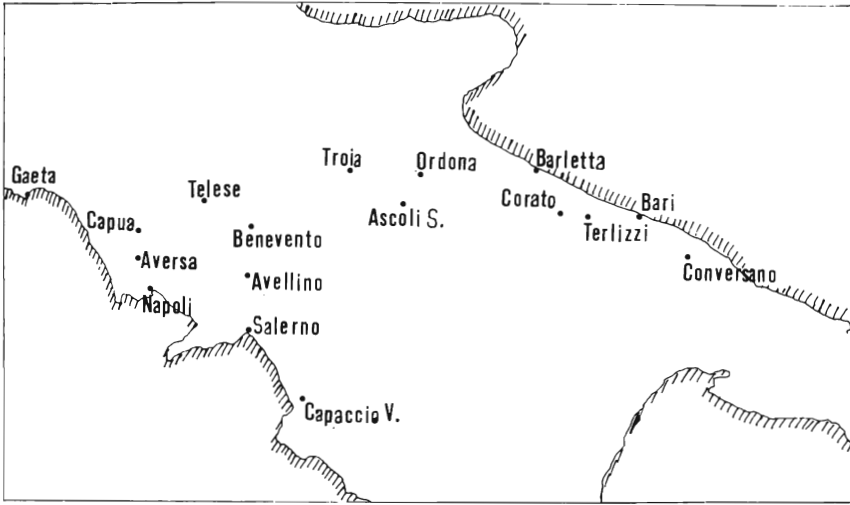 Troia
Ordona
Barletta
Gaeta
Telese
Corato
Bari
Capua
Ascoli S.
Benevento
Terlizzi
Aversa
Conversano
Avellino
Napoli
Salerno
Capaccio V.